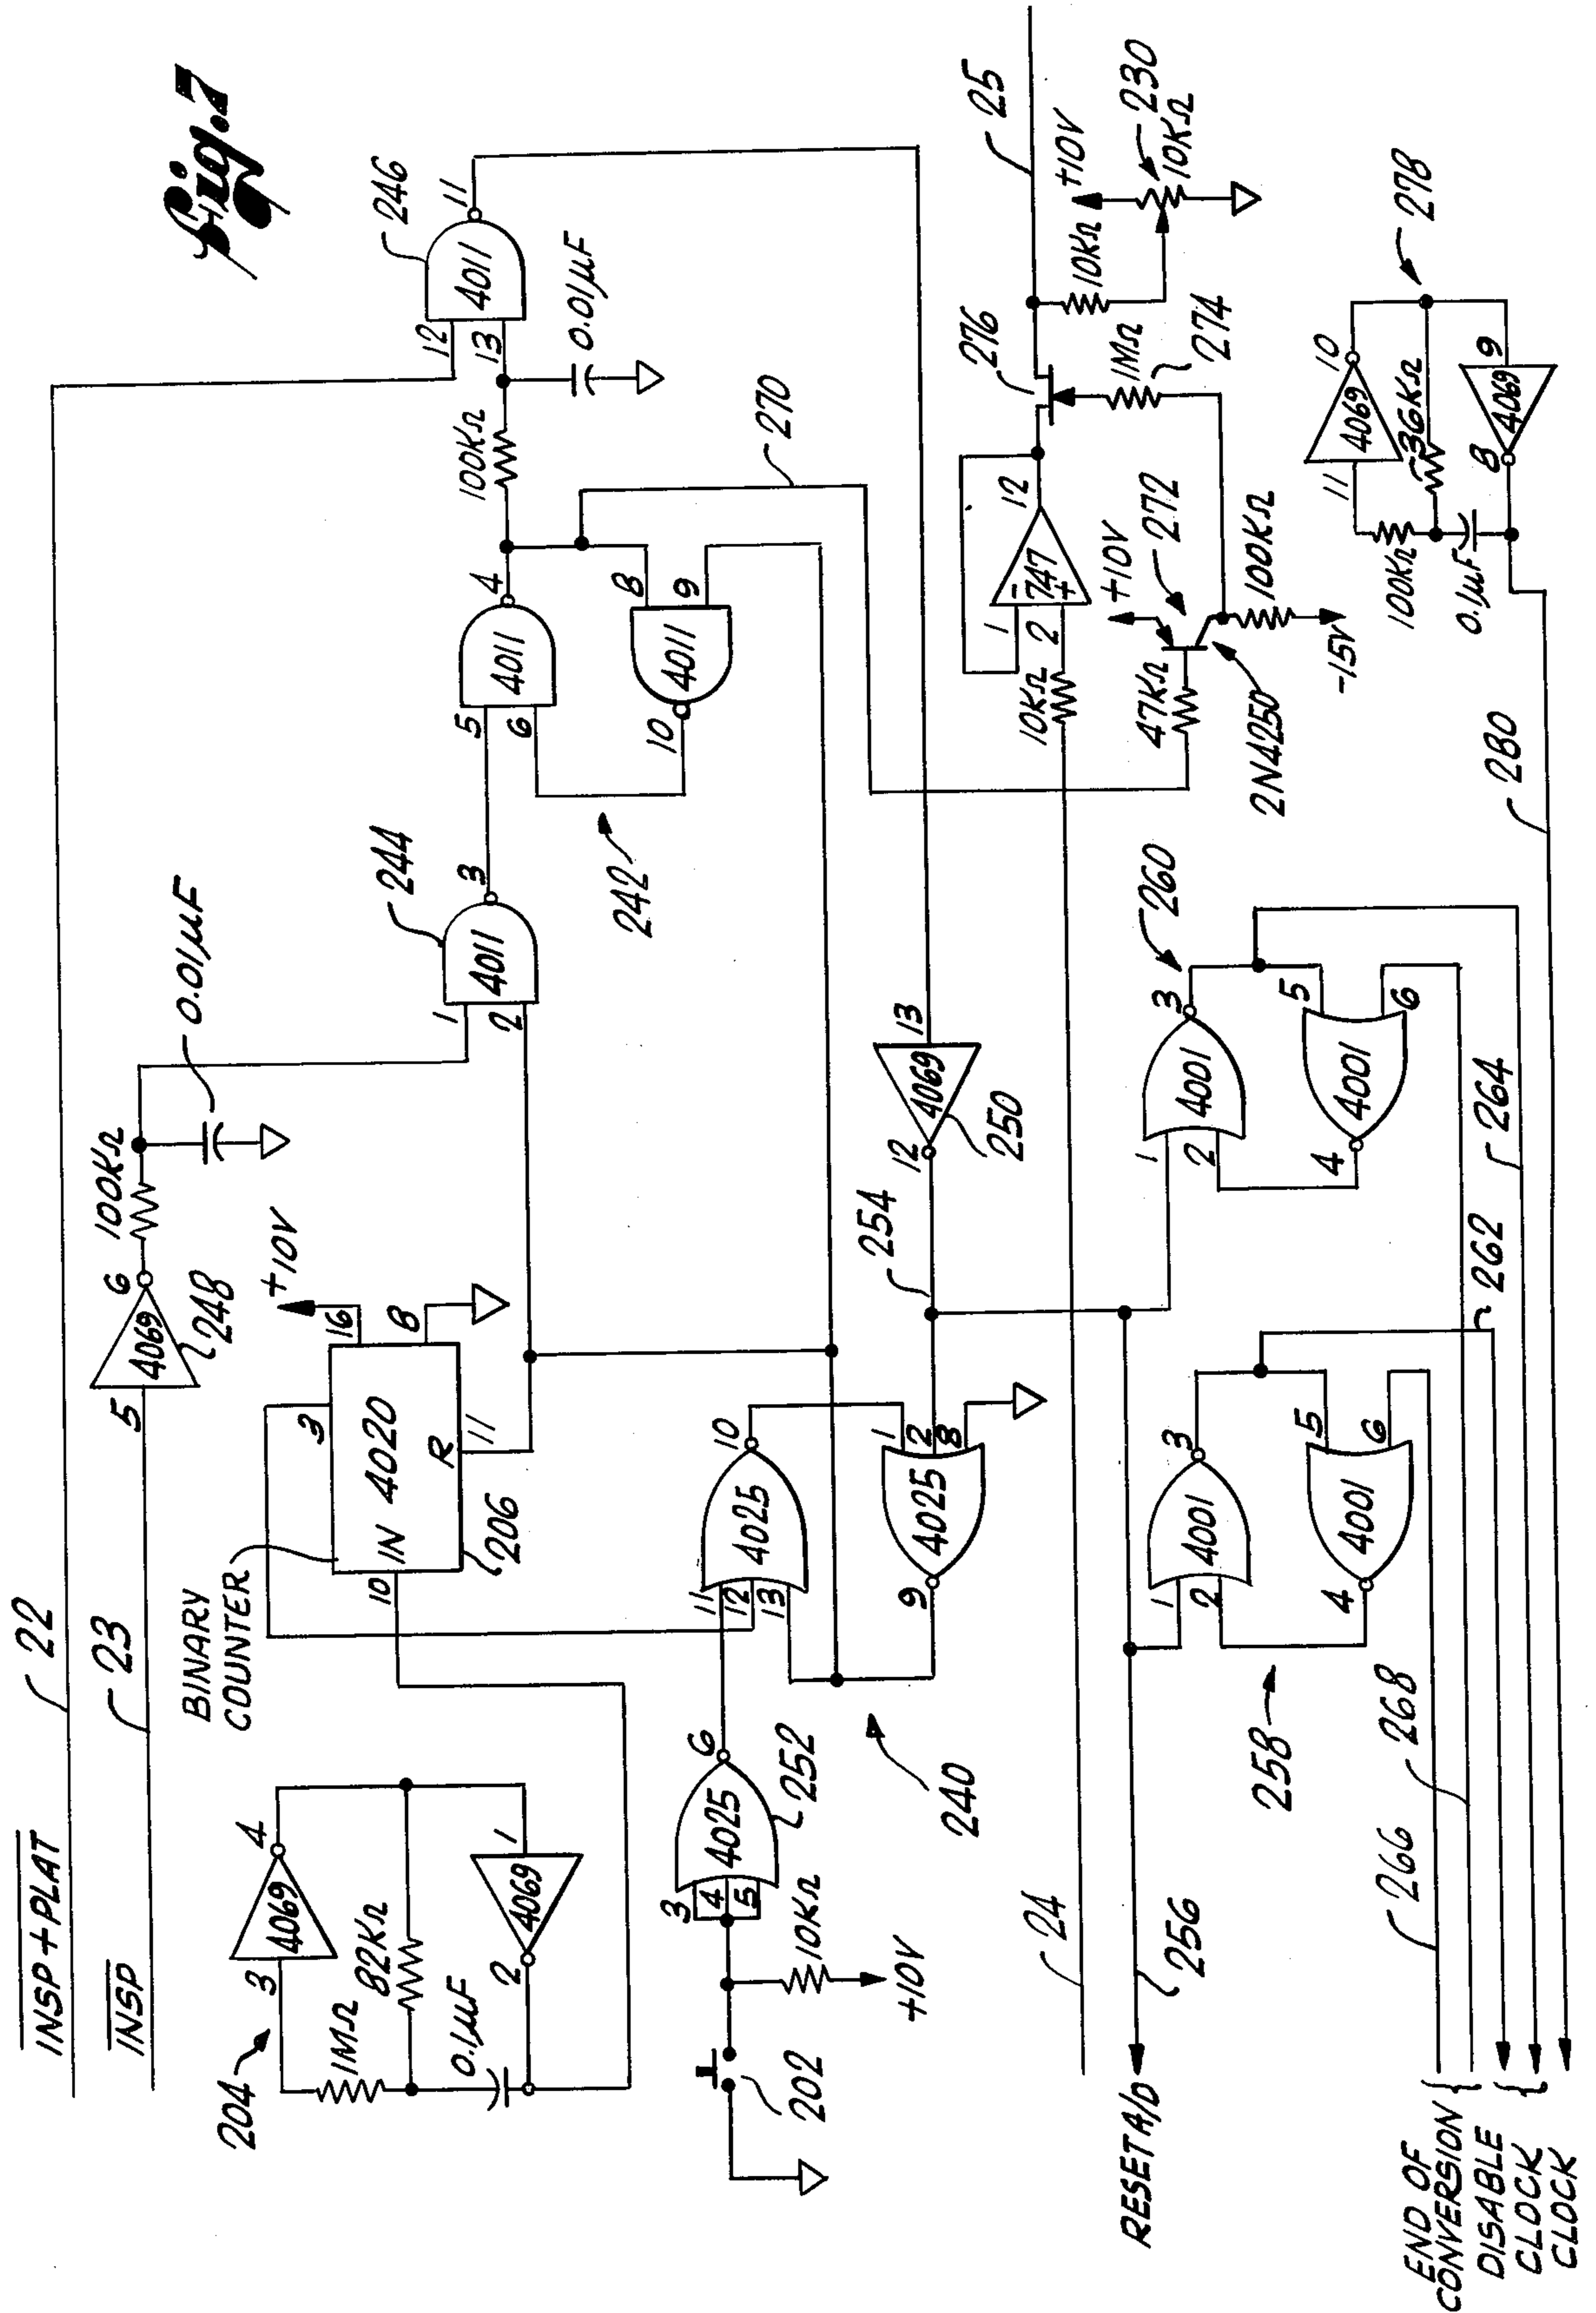 fig.7
INSP + PLAT
22
INSP
23
5
4069
6
248
100KΩ
0.01μF
BINARY
COUNTER
3
16
+10V
IN 4020
10
R
11
8
206
204
3
4069
4
1MΩ
82KΩ
0.1μF
2
4069
1
1
2
4011
3
244
5
6
4011
4
10
4011
8
9
242
100KΩ
12
13
4011
11
246
0.01μF
270
202
10KΩ
+10V
3
4
5
4025
6
252
11
12
13
4025
10
9
4025
1
2
8
240
12
4069
13
250
254
24
10KΩ
1
2
-
+
747
12
276
25
10KΩ
+10V
230
10KΩ
1MΩ
274
47KΩ
+10V
272
2N4250
100KΩ
-15V
RESET A/D
256
1
2
4001
3
4
4001
5
6
258
1
2
4001
3
260
4
4001
5
6
262
264
266
268
280
11
4069
10
100KΩ
36KΩ
0.1μF
8
4069
9
278
END OF
CONVERSION {
DISABLE
CLOCK {
CLOCK